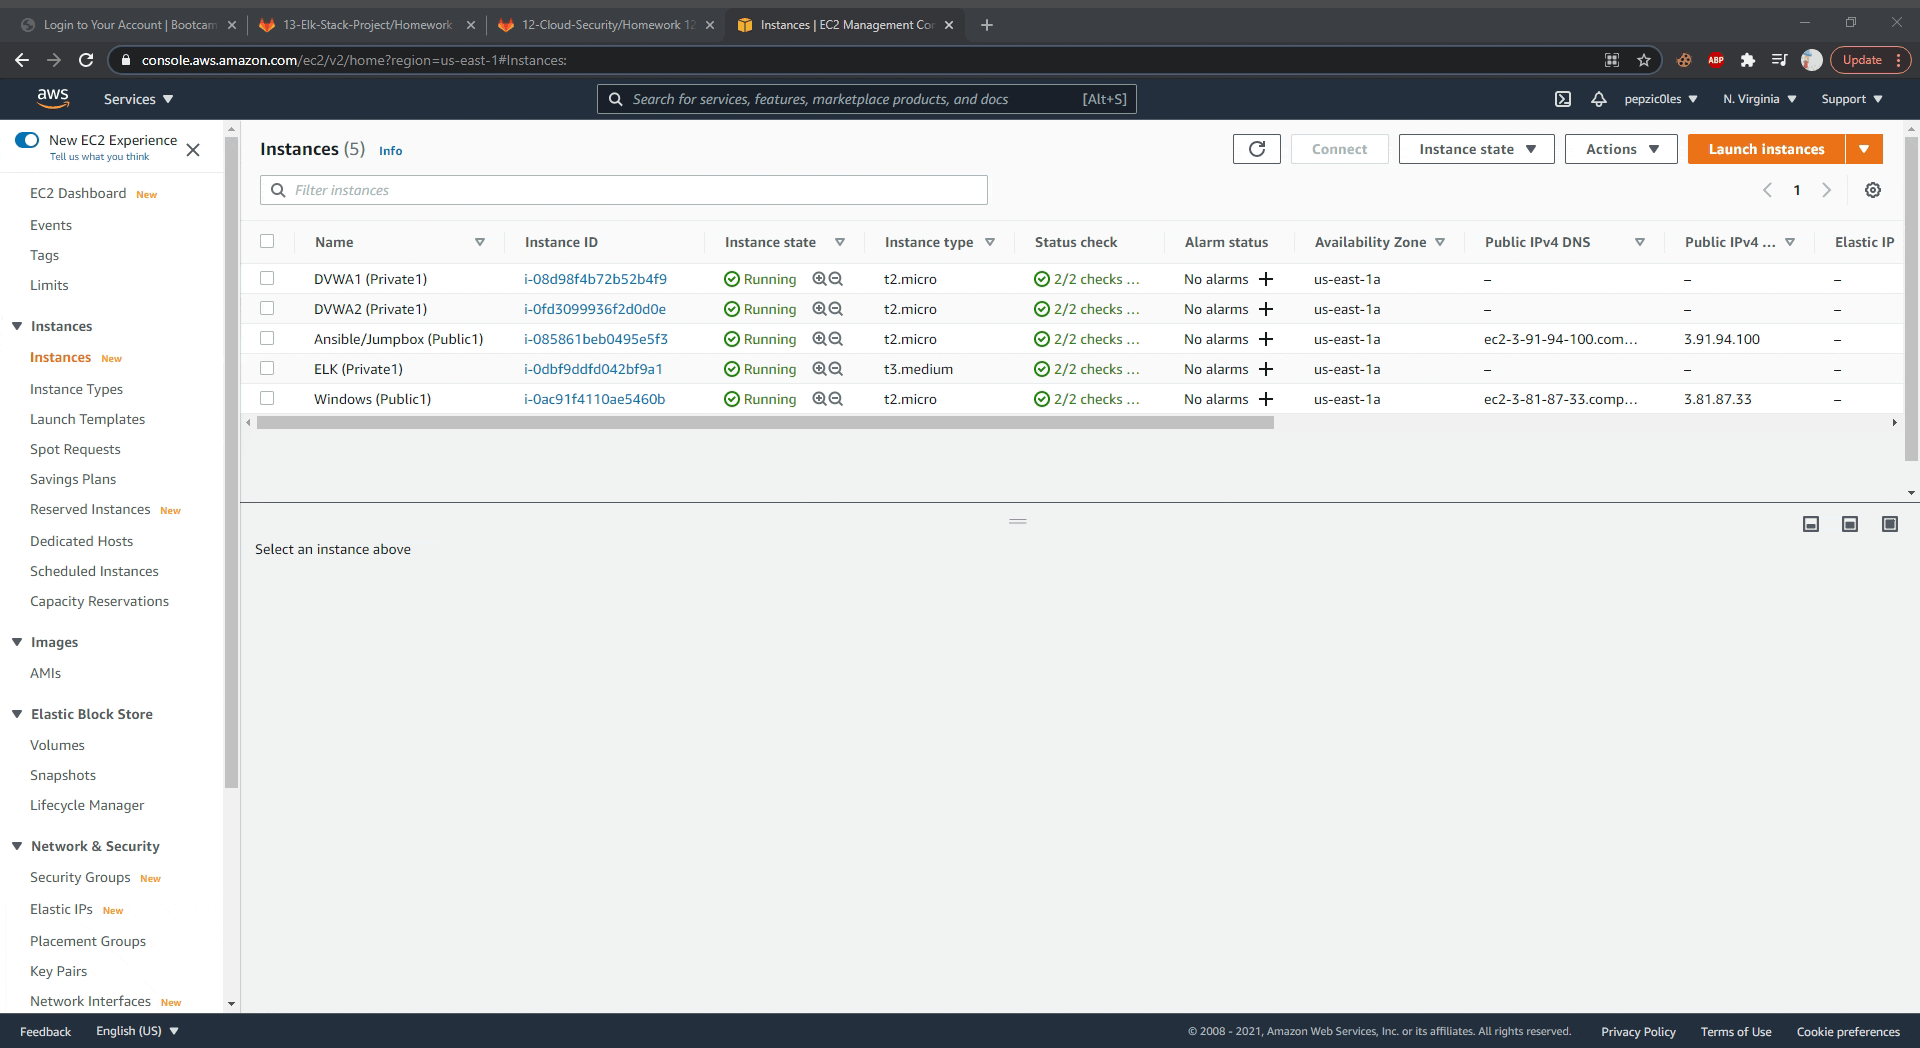 Login to Your Account | Bootcam
13-Elk-Stack-Project/Homework
12-Cloud-Security/Homework 12
Instances | EC2 Management Con
console.aws.amazon.com/ec2/v2/home?region=us-east-1#Instances:
ABP
Update
aws
Services
Search for services, features, marketplace products, and docs [Alt+S]
pepzic0les
N. Virginia
Support
New EC2 Experience
Tell us what you think
EC2 Dashboard New
Events
Tags
Limits
Instances
Instances New
Instance Types
Launch Templates
Spot Requests
Savings Plans
Reserved Instances New
Dedicated Hosts
Scheduled Instances
Capacity Reservations
Images
AMIs
Elastic Block Store
Volumes
Snapshots
Lifecycle Manager
Network & Security
Security Groups New
Elastic IPs New
Placement Groups
Key Pairs
Network Interfaces New
Instances (5) Info
Connect
Instance state
Actions
Launch instances
Filter instances
1
Name Instance ID Instance state Instance type Status check Alarm status Availability Zone Public IPv4 DNS Public IPv4 ... Elastic IP
DVWA1 (Private1) i-08d98f4b72b52b4f9 Running t2.micro 2/2 checks ... No alarms + us-east-1a – – –
DVWA2 (Private1) i-0fd3099936f2d0d0e Running t2.micro 2/2 checks ... No alarms + us-east-1a – – –
Ansible/Jumpbox (Public1) i-085861beb0495e5f3 Running t2.micro 2/2 checks ... No alarms + us-east-1a ec2-3-91-94-100.com... 3.91.94.100 –
ELK (Private1) i-0dbf9ddfd042bf9a1 Running t3.medium 2/2 checks ... No alarms + us-east-1a – – –
Windows (Public1) i-0ac91f4110ae5460b Running t2.micro 2/2 checks ... No alarms + us-east-1a ec2-3-81-87-33.comp... 3.81.87.33 –
Select an instance above
Feedback
English (US)
© 2008 - 2021, Amazon Web Services, Inc. or its affiliates. All rights reserved.
Privacy Policy
Terms of Use
Cookie preferences